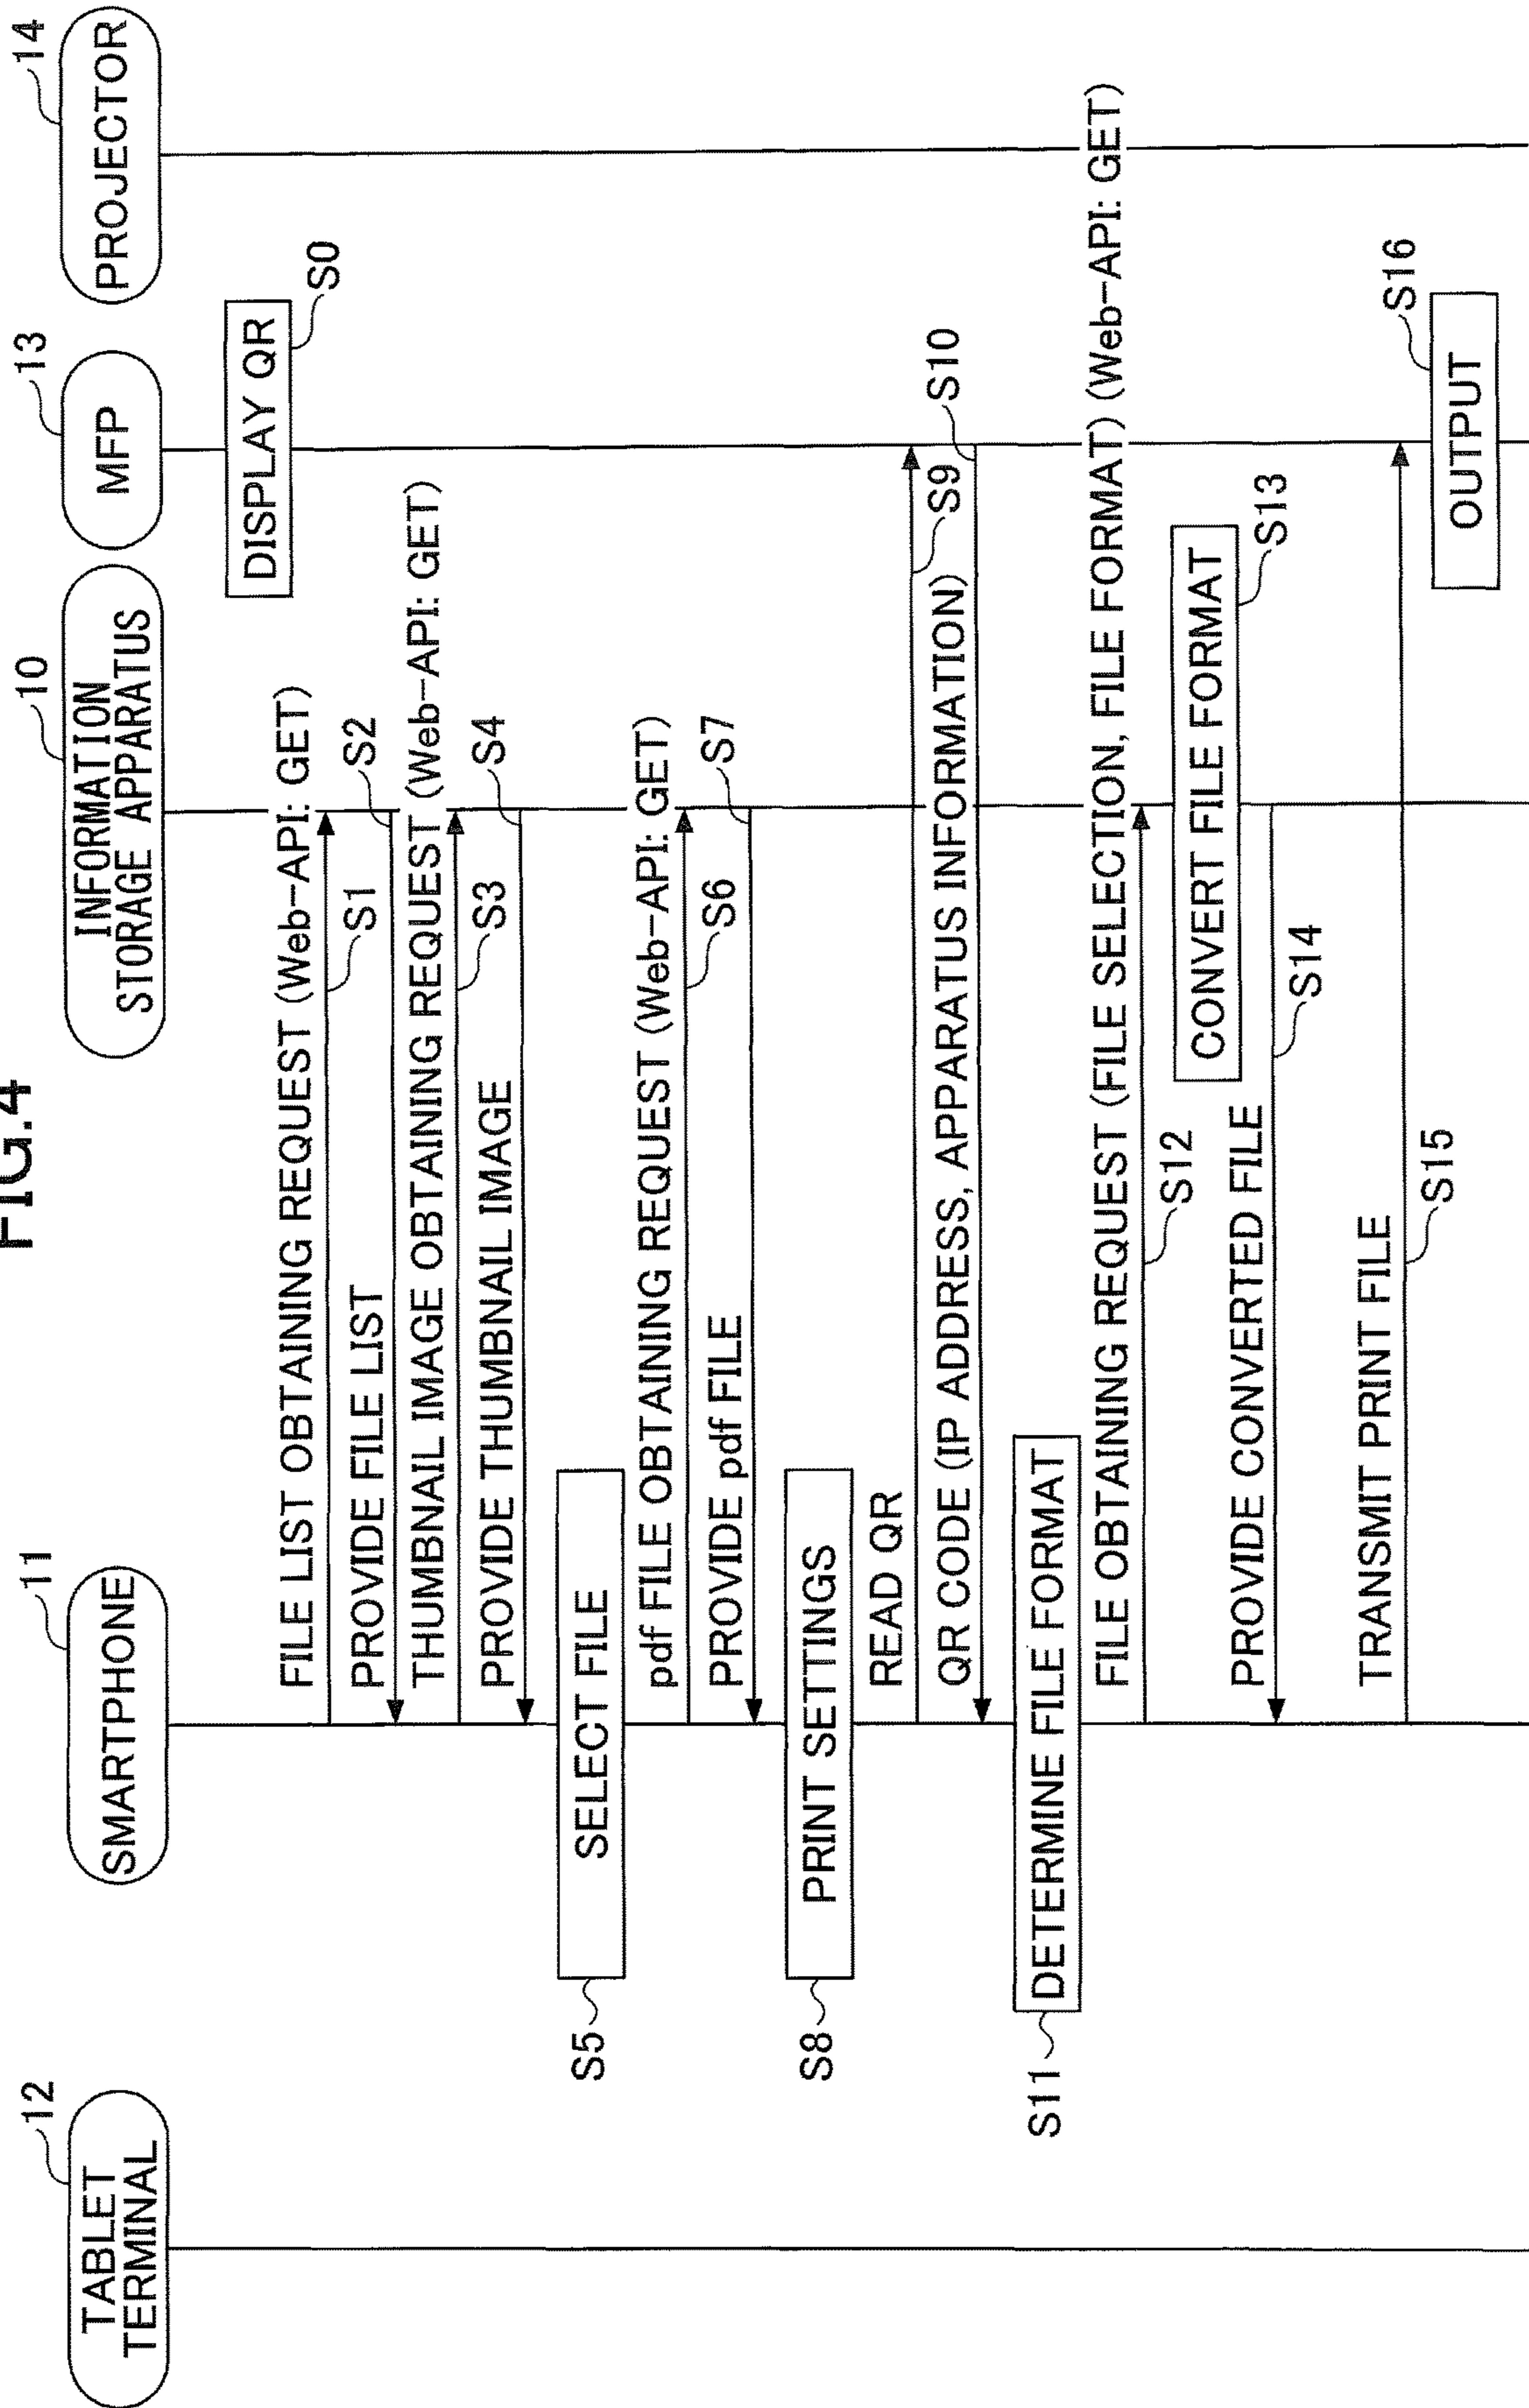 FIG.4
12
TABLET
TERMINAL
11
SMARTPHONE
10
INFORMATION
STORAGE APPARATUS
13
MFP
14
PROJECTOR
DISPLAY QR
S0
FILE LIST OBTAINING REQUEST (Web-API: GET)
S1
PROVIDE FILE LIST
S2
THUMBNAIL IMAGE OBTAINING REQUEST (Web-API: GET)
S3
PROVIDE THUMBNAIL IMAGE
S4
S5
SELECT FILE
pdf FILE OBTAINING REQUEST (Web-API: GET)
S6
PROVIDE pdf FILE
S7
S8
PRINT SETTINGS
READ QR
S9
QR CODE (IP ADDRESS, APPARATUS INFORMATION)
S10
S11
DETERMINE FILE FORMAT
FILE OBTAINING REQUEST (FILE SELECTION, FILE FORMAT) (Web-API: GET)
S12
CONVERT FILE FORMAT
S13
PROVIDE CONVERTED FILE
S14
TRANSMIT PRINT FILE
S15
OUTPUT
S16